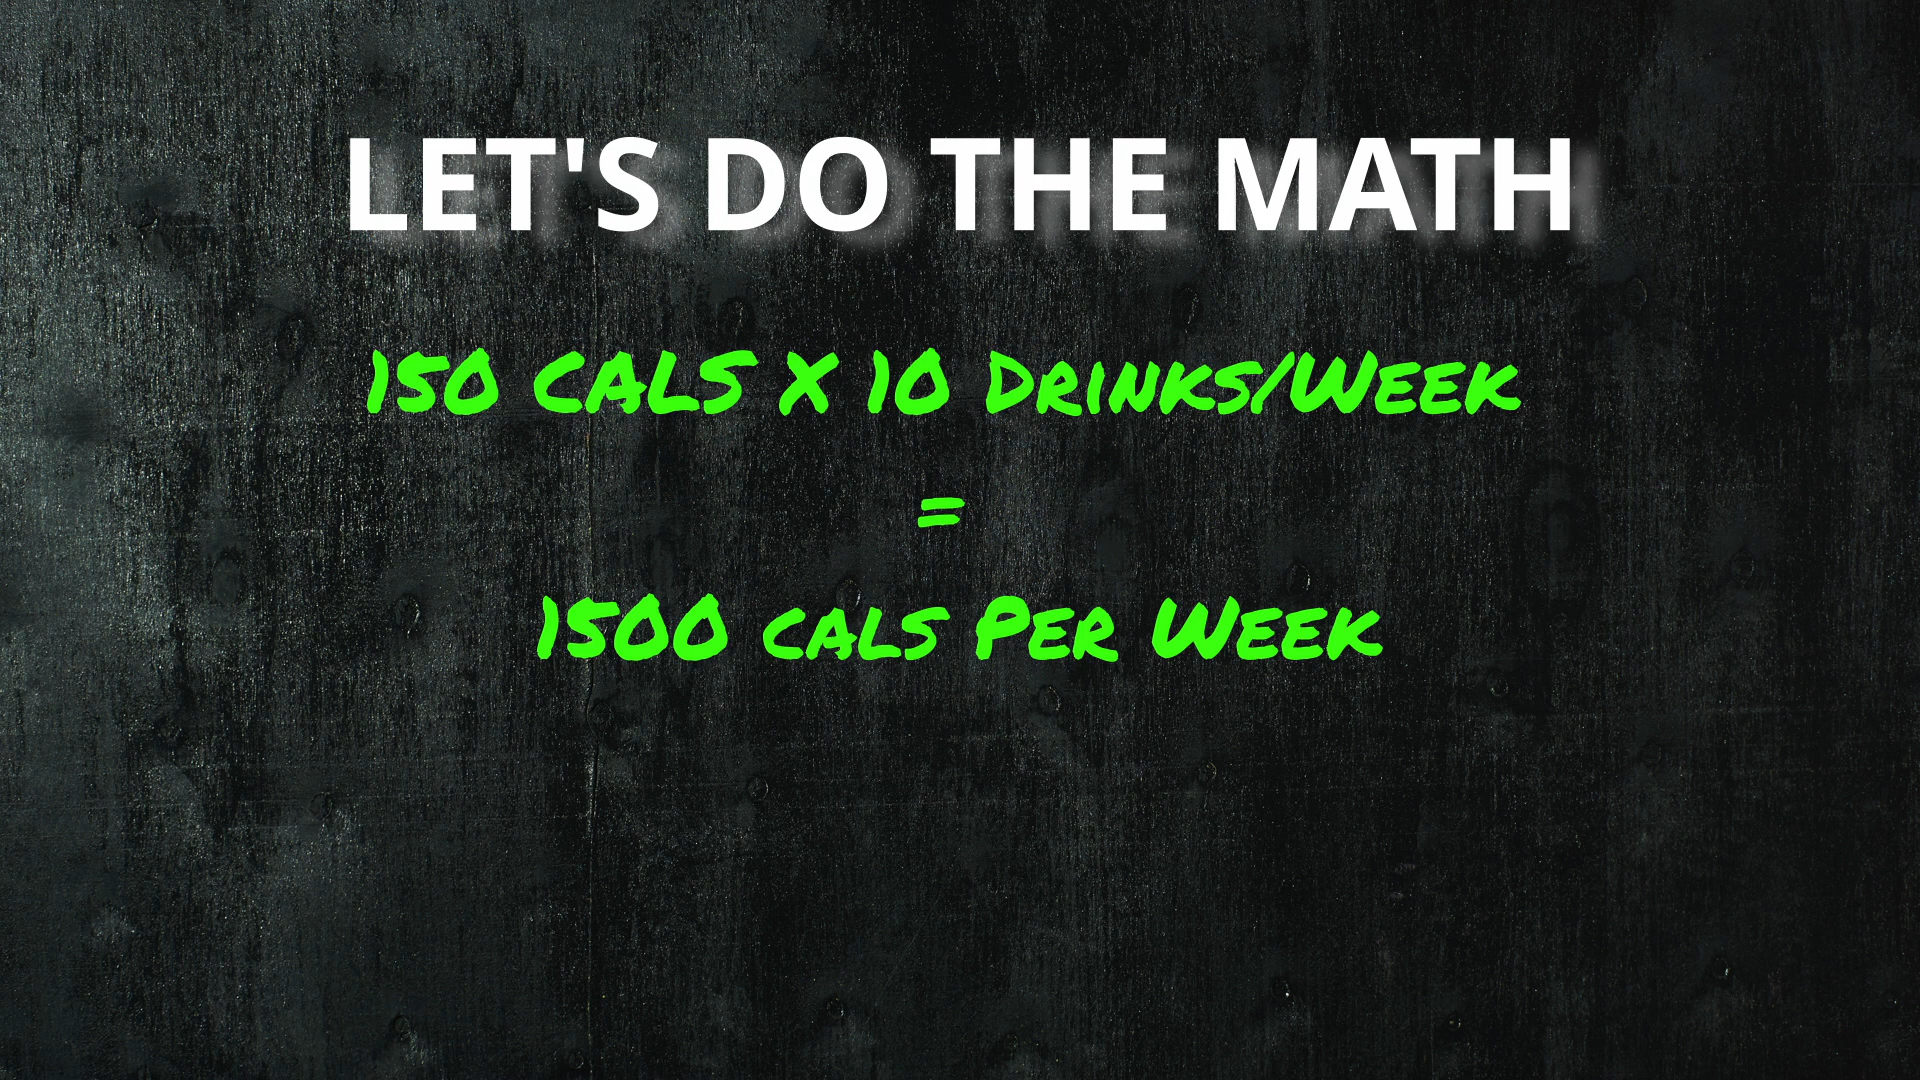 LET'S DO THE MATH
150 CALS X 10 Drinks/Week
=
1500 cals Per Week